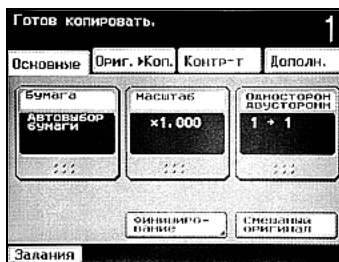 Готов копировать.
1
Основные
Ориг. ▸Коп.
Контр-т
Дополн.
Бумага
Автовыбор
бумаги
Масштаб
×1.000
Односторон
двусторонн
1 → 1
Финиширо-
вание
Смешаный
оригинал
Задания